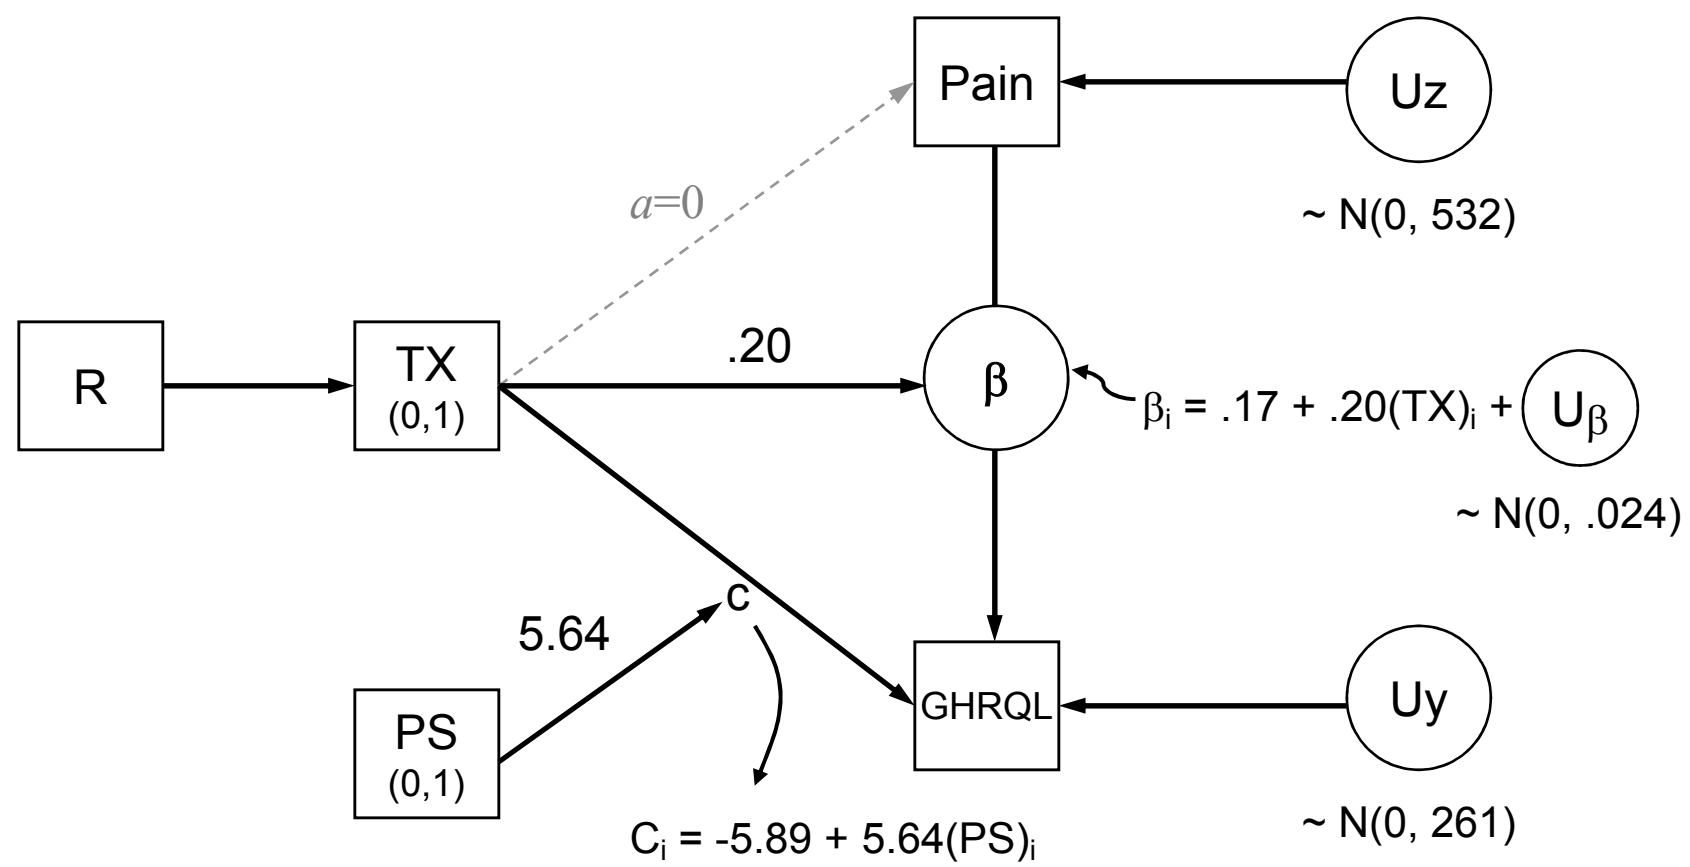 Pain
Uz
~ N(0, 532)
a=0
R
TX
(0,1)
.20
β
βᵢ = .17 + .20(TX)ᵢ + Uβ
~ N(0, .024)
c
5.64
PS
(0,1)
GHRQL
Uy
~ N(0, 261)
Cᵢ = -5.89 + 5.64(PS)ᵢ